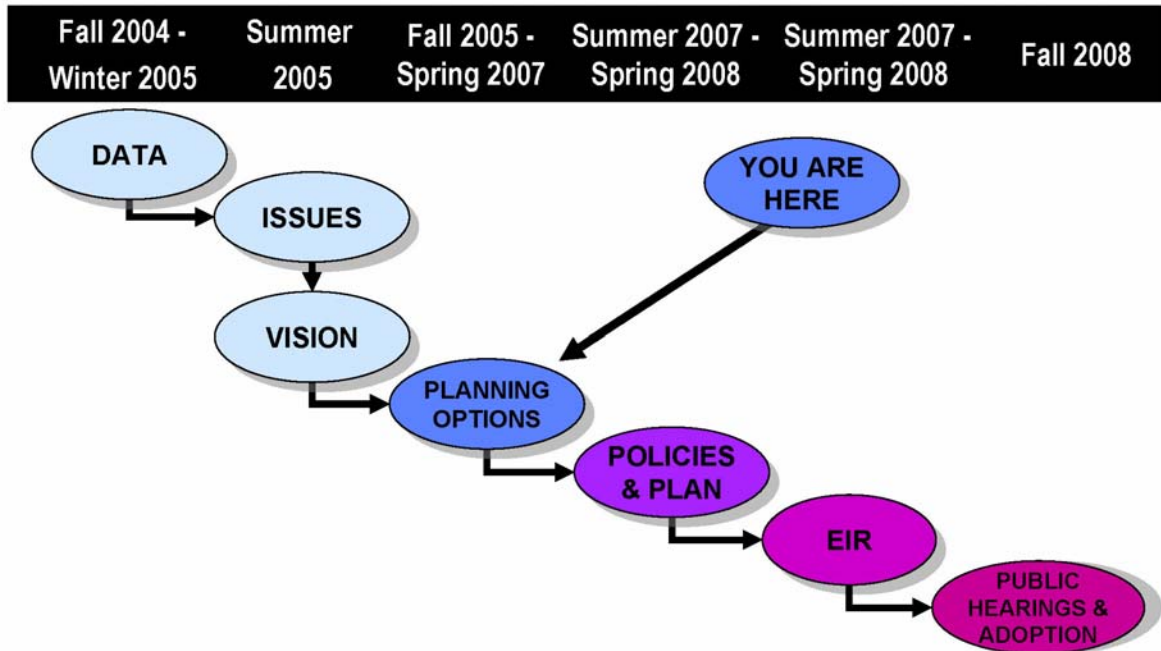 Fall 2004 -
Winter 2005
Summer
2005
Fall 2005 -
Spring 2007
Summer 2007 -
Spring 2008
Summer 2007 -
Spring 2008
Fall 2008
DATA
YOU ARE
HERE
ISSUES
VISION
PLANNING
OPTIONS
POLICIES
& PLAN
EIR
PUBLIC
HEARINGS &
ADOPTION